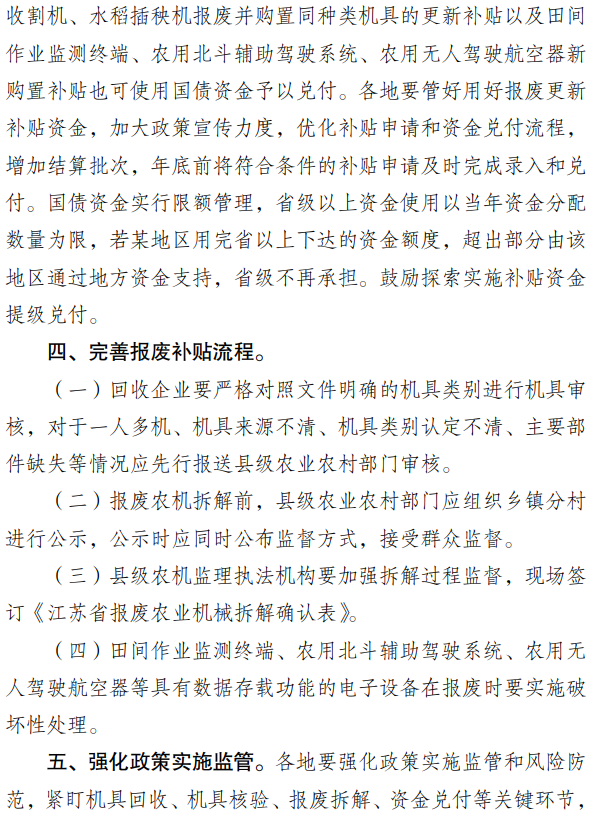 收割机、水稻插秧机报废并购置同种类机具的更新补贴以及田间
作业监测终端、农用北斗辅助驾驶系统、农用无人驾驶航空器新
购置补贴也可使用国债资金予以兑付。各地要管好用好报废更新
补贴资金，加大政策宣传力度，优化补贴申请和资金兑付流程，
增加结算批次，年底前将符合条件的补贴申请及时完成录入和兑
付。国债资金实行限额管理，省级以上资金使用以当年资金分配
数量为限，若某地区用完省以上下达的资金额度，超出部分由该
地区通过地方资金支持，省级不再承担。鼓励探索实施补贴资金
提级兑付。
四、完善报废补贴流程。
（一）回收企业要严格对照文件明确的机具类别进行机具审
核，对于一人多机、机具来源不清、机具类别认定不清、主要部
件缺失等情况应先行报送县级农业农村部门审核。
（二）报废农机拆解前，县级农业农村部门应组织乡镇分村
进行公示，公示时应同时公布监督方式，接受群众监督。
（三）县级农机监理执法机构要加强拆解过程监督，现场签
订《江苏省报废农业机械拆解确认表》。
（四）田间作业监测终端、农用北斗辅助驾驶系统、农用无
人驾驶航空器等具有数据存载功能的电子设备在报废时要实施破
坏性处理。
五、强化政策实施监管。各地要强化政策实施监管和风险防
范，紧盯机具回收、机具核验、报废拆解、资金兑付等关键环节，